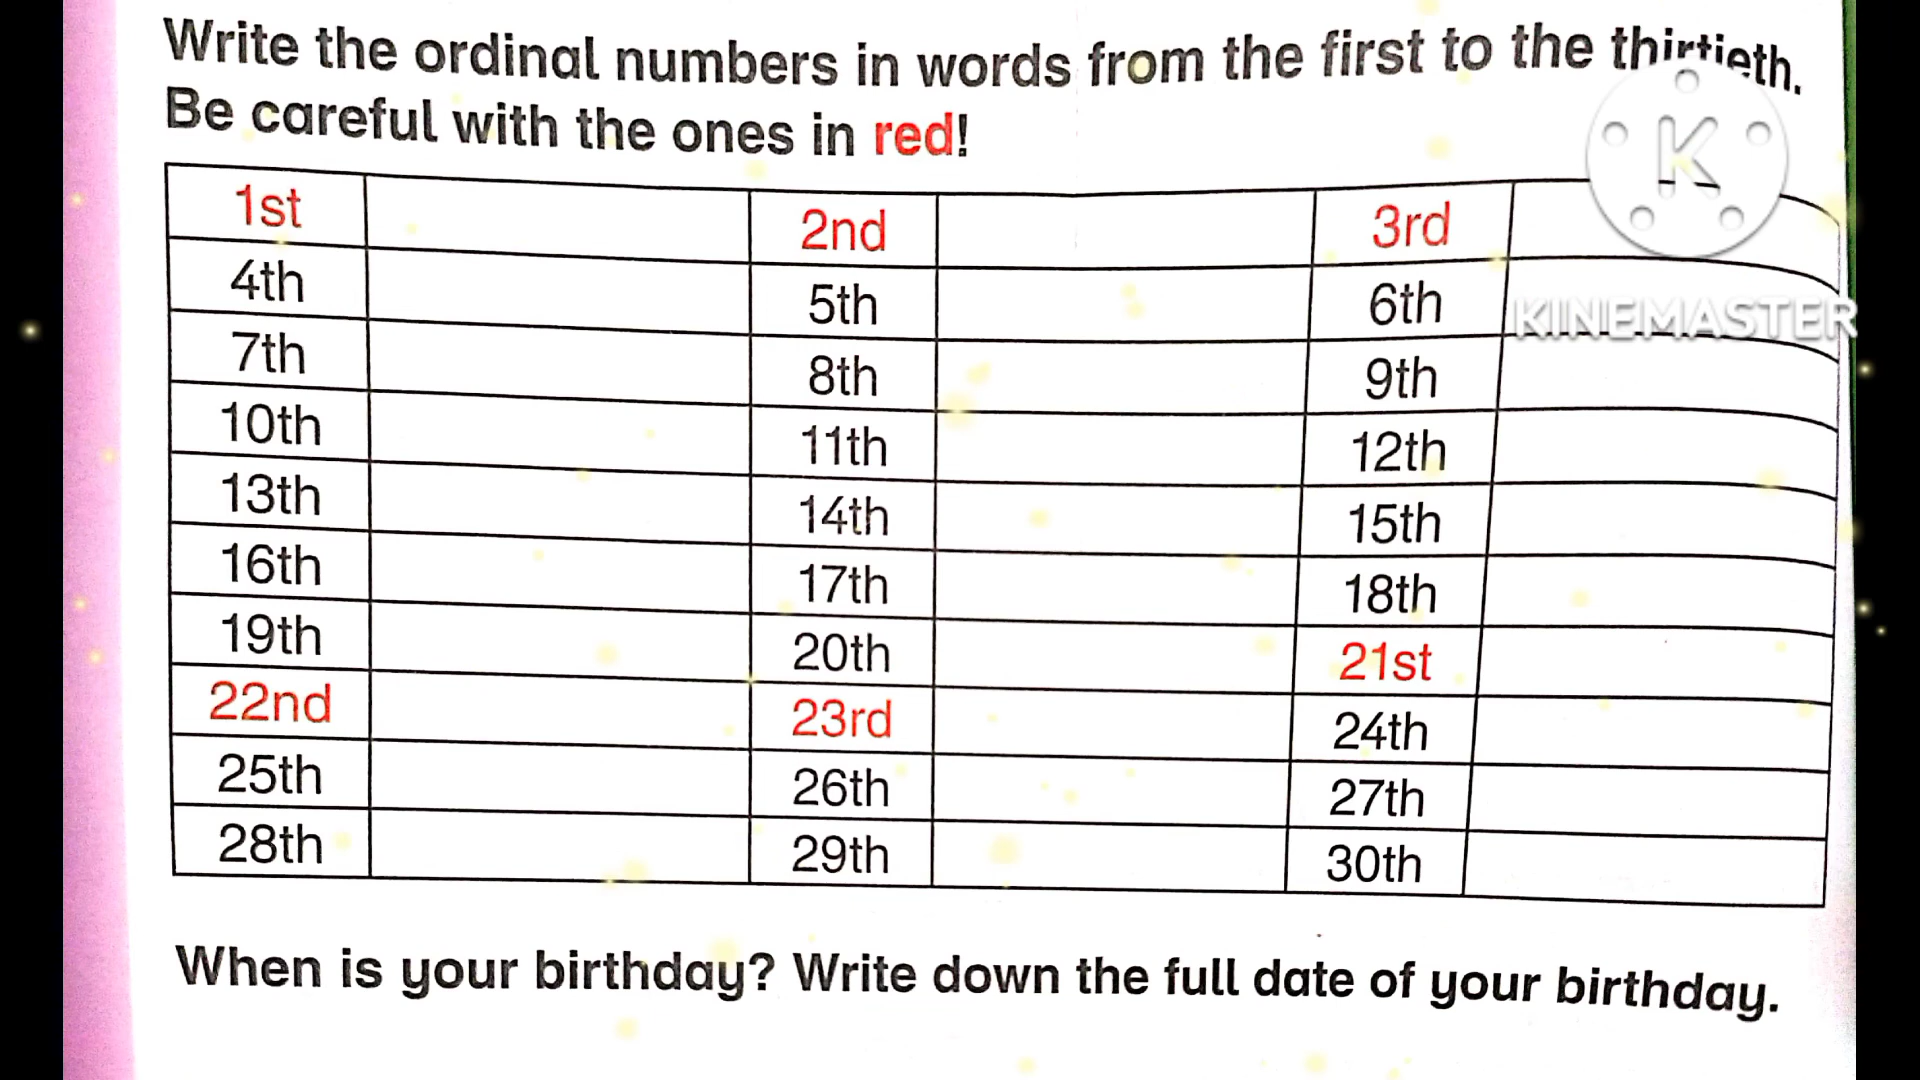 Write the ordinal numbers in words from the first to the thirtieth.
Be careful with the ones in red!
1st 2nd 3rd
4th 5th 6th
7th 8th 9th
10th 11th 12th
13th 14th 15th
16th 17th 18th
19th 20th 21st
22nd 23rd 24th
25th 26th 27th
28th 29th 30th
When is your birthday? Write down the full date of your birthday.
K
KINEMASTER